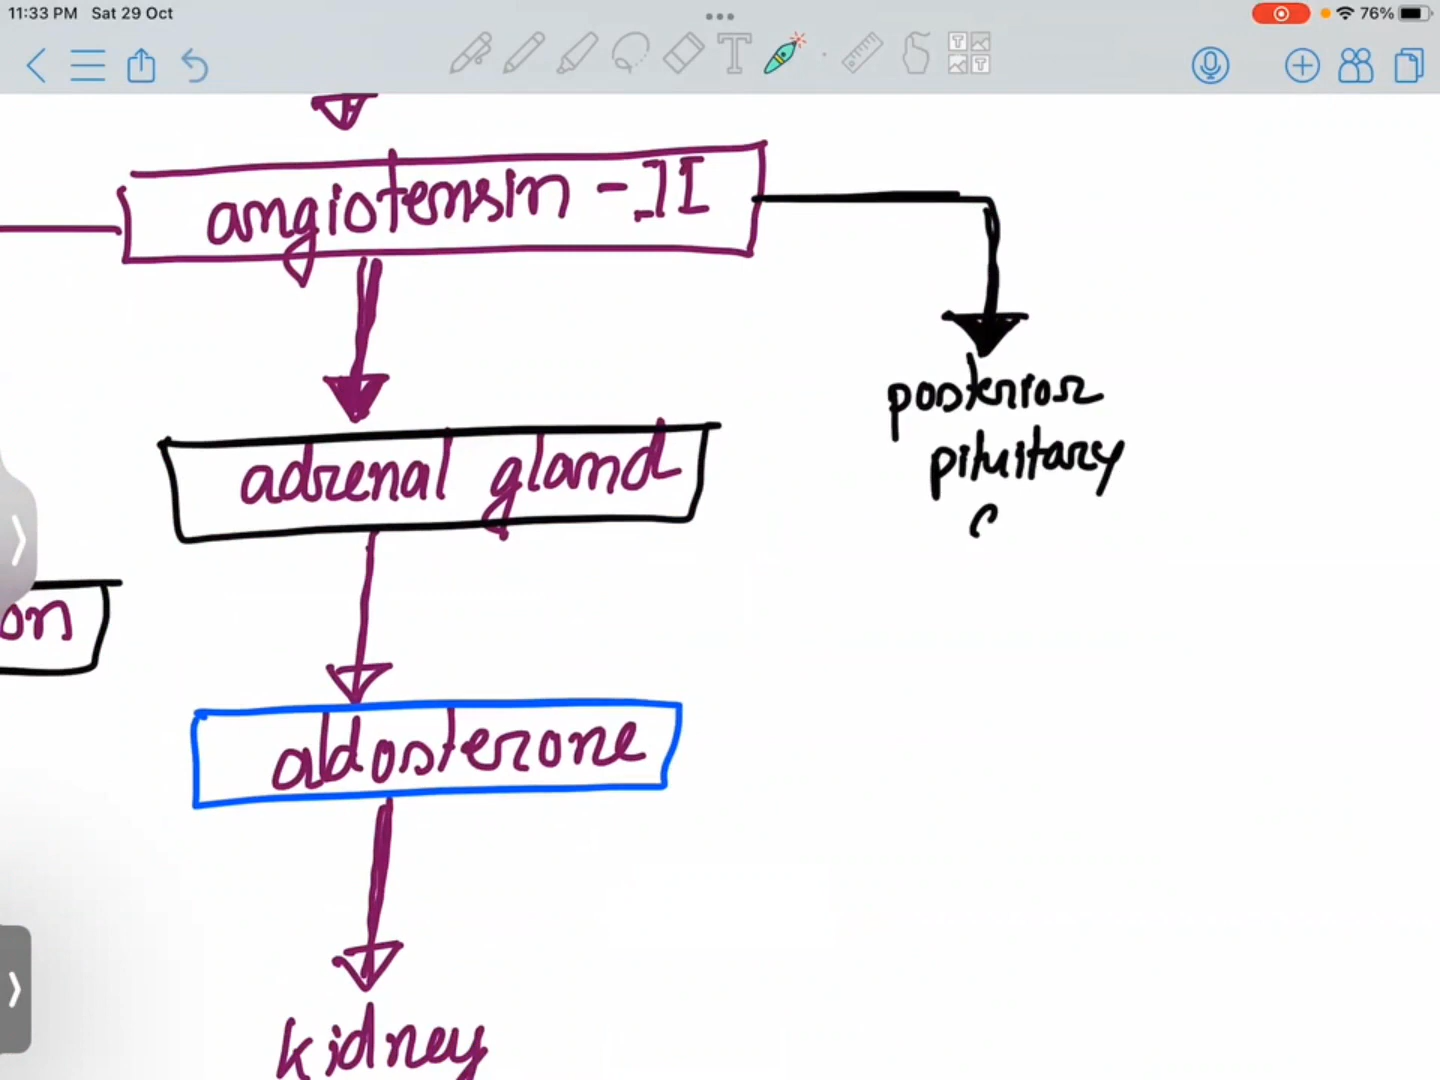 11:33 PM Sat 29 Oct
76%
angiotensin - II
posterior
pituitary
adrenal gland
on
aldosterone
kidney